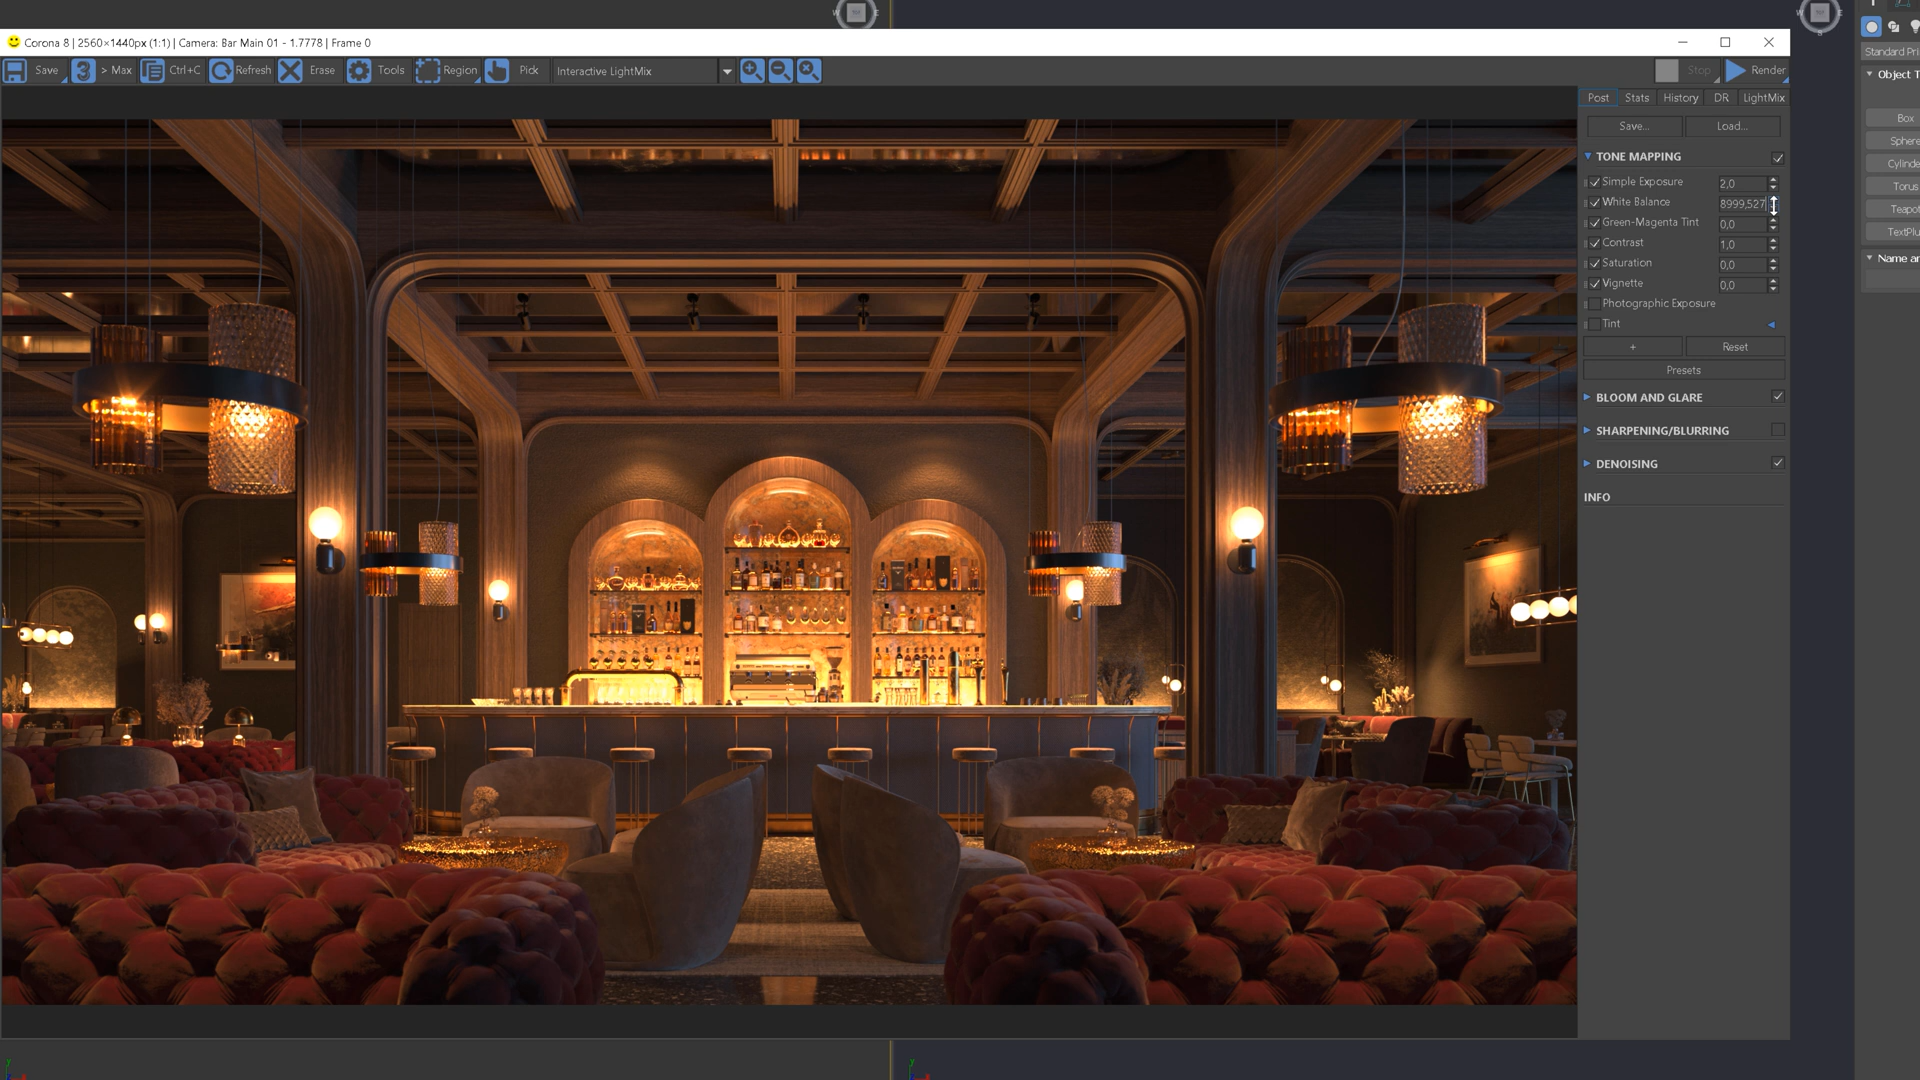 Corona 8 | 2560×1440px (1:1) | Camera: Bar Main 01 - 1.7778 | Frame 0
Save 3 > Max Ctrl+C Refresh Erase Tools Region Pick Interactive LightMix Stop Render
Standard Pri
Object T
Post Stats History DR LightMix
Save... Load...
Box
Sphere
Cylinde
Torus
Teapot
TextPlu
Name ar
TONE MAPPING
Simple Exposure 2,0
White Balance 8999,527
Green-Magenta Tint 0,0
Contrast 1,0
Saturation 0,0
Vignette 0,0
Photographic Exposure
Tint
+ Reset
Presets
BLOOM AND GLARE
SHARPENING/BLURRING
DENOISING
INFO